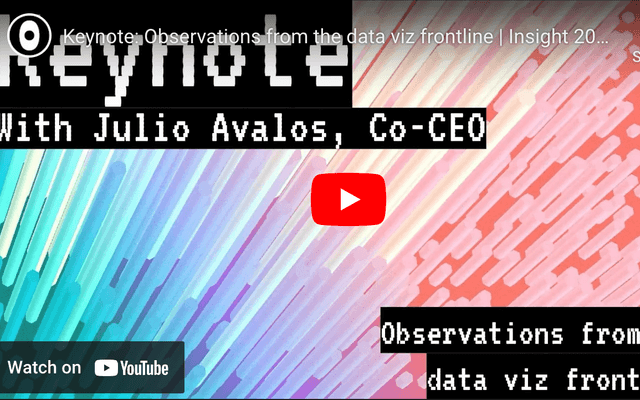 Keynote: Observations from the data viz frontline | Insight 20…
Keynote
With Julio Avalos, Co-CEO
Observations from
data viz front
Watch on YouTube